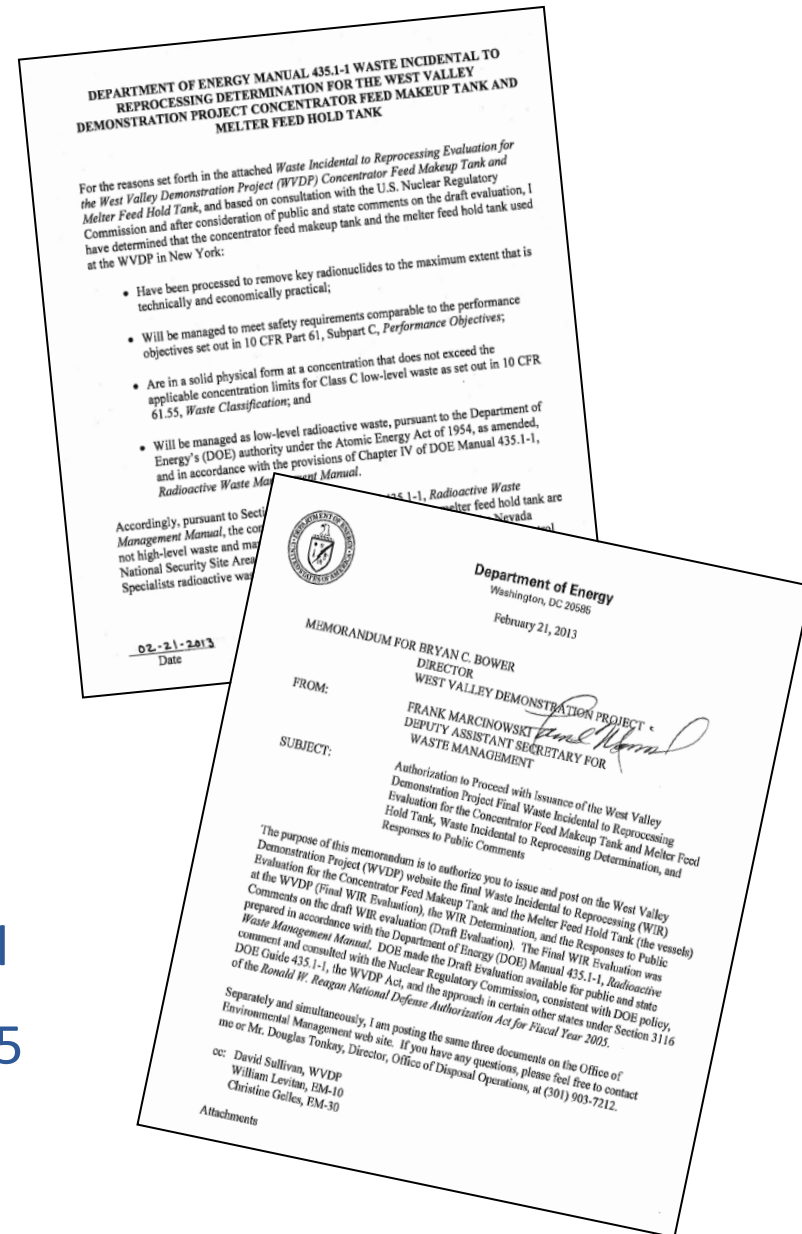 DEPARTMENT OF ENERGY MANUAL 435.1-1 WASTE INCIDENTAL TO
REPROCESSING DETERMINATION FOR THE WEST VALLEY
DEMONSTRATION PROJECT CONCENTRATOR FEED MAKEUP TANK AND
MELTER FEED HOLD TANK
For the reasons set forth in the attached Waste Incidental to Reprocessing Evaluation for
the West Valley Demonstration Project (WVDP) Concentrator Feed Makeup Tank and
Melter Feed Hold Tank, and based on consultation with the U.S. Nuclear Regulatory
Commission and after consideration of public and state comments on the draft evaluation, I
have determined that the concentrator feed makeup tank and the melter feed hold tank used
at the WVDP in New York:
• Have been processed to remove key radionuclides to the maximum extent that is
technically and economically practical;
• Will be managed to meet safety requirements comparable to the performance
objectives set out in 10 CFR Part 61, Subpart C, Performance Objectives;
• Are in a solid physical form at a concentration that does not exceed the
applicable concentration limits for Class C low-level waste as set out in 10 CFR
61.55, Waste Classification; and
• Will be managed as low-level radioactive waste, pursuant to the Department of
Energy's (DOE) authority under the Atomic Energy Act of 1954, as amended,
and in accordance with the provisions of Chapter IV of DOE Manual 435.1-1,
Radioactive Waste Management Manual.
Accordingly, pursuant to 435.1-1, Radioactive Waste
Management Manual, the melter feed hold tank are
not high-level waste and Nevada
National Security Site Area
Specialists radioactive
02-21-2013
Date
Department of Energy
Washington, DC 20585
February 21, 2013
MEMORANDUM FOR BRYAN C. BOWER
DIRECTOR
WEST VALLEY DEMONSTRATION PROJECT
FROM:
FRANK MARCINOWSKI
DEPUTY ASSISTANT SECRETARY FOR
WASTE MANAGEMENT
SUBJECT:
Authorization to Proceed with Issuance of the West Valley
Demonstration Project Final Waste Incidental to Reprocessing
Evaluation for the Concentrator Feed Makeup Tank and Melter Feed
Hold Tank, Waste Incidental to Reprocessing Determination, and
Responses to Public Comments
The purpose of this memorandum is to authorize you to issue and post on the West Valley
Demonstration Project (WVDP) website the final Waste Incidental to Reprocessing (WIR)
Evaluation for the Concentrator Feed Makeup Tank and the Melter Feed Hold Tank (the vessels)
at the WVDP (Final WIR Evaluation), the WIR Determination, and the Responses to Public
Comments on the draft WIR evaluation (Draft Evaluation). The Final WIR Evaluation was
prepared in accordance with the Department of Energy (DOE) Manual 435.1-1, Radioactive
Waste Management Manual. DOE made the Draft Evaluation available for public and state
comment and consulted with the Nuclear Regulatory Commission, consistent with DOE policy,
DOE Guide 435.1-1, the WVDP Act, and the approach in certain other states under Section 3116
of the Ronald W. Reagan National Defense Authorization Act for Fiscal Year 2005.
Separately and simultaneously, I am posting the same three documents on the Office of
Environmental Management web site. If you have any questions, please feel free to contact
me or Mr. Douglas Tonkay, Director, Office of Disposal Operations, at (301) 903-7212.
cc: David Sullivan, WVDP
William Levitan, EM-10
Christine Gelles, EM-30
Attachments
5